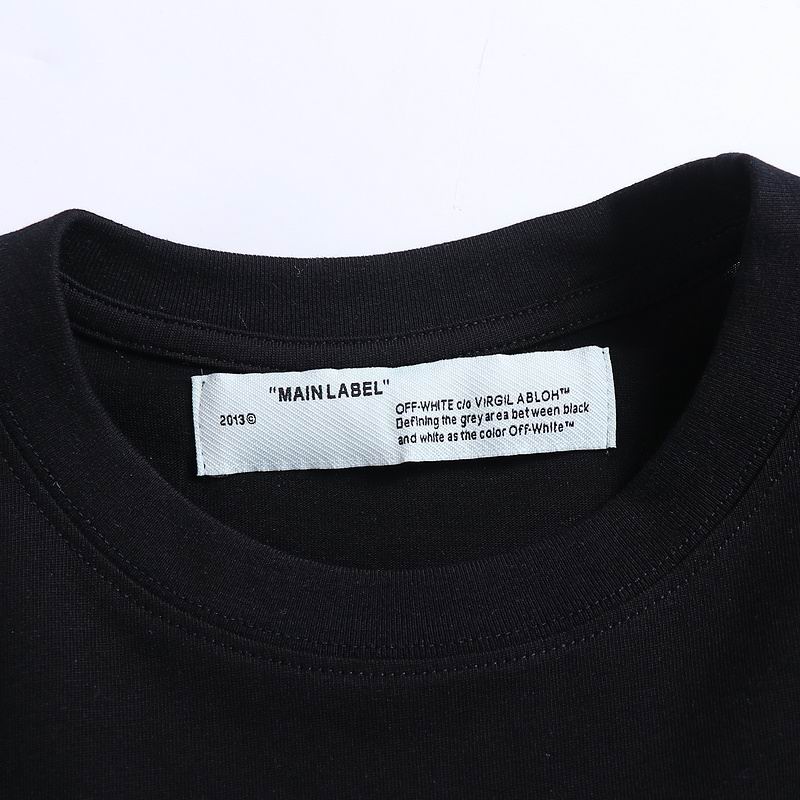 "MAIN LABEL"
2013©
OFF-WHITE c/o VIRGIL ABLOH™
Defining the grey area between black
and white as the color Off-White™